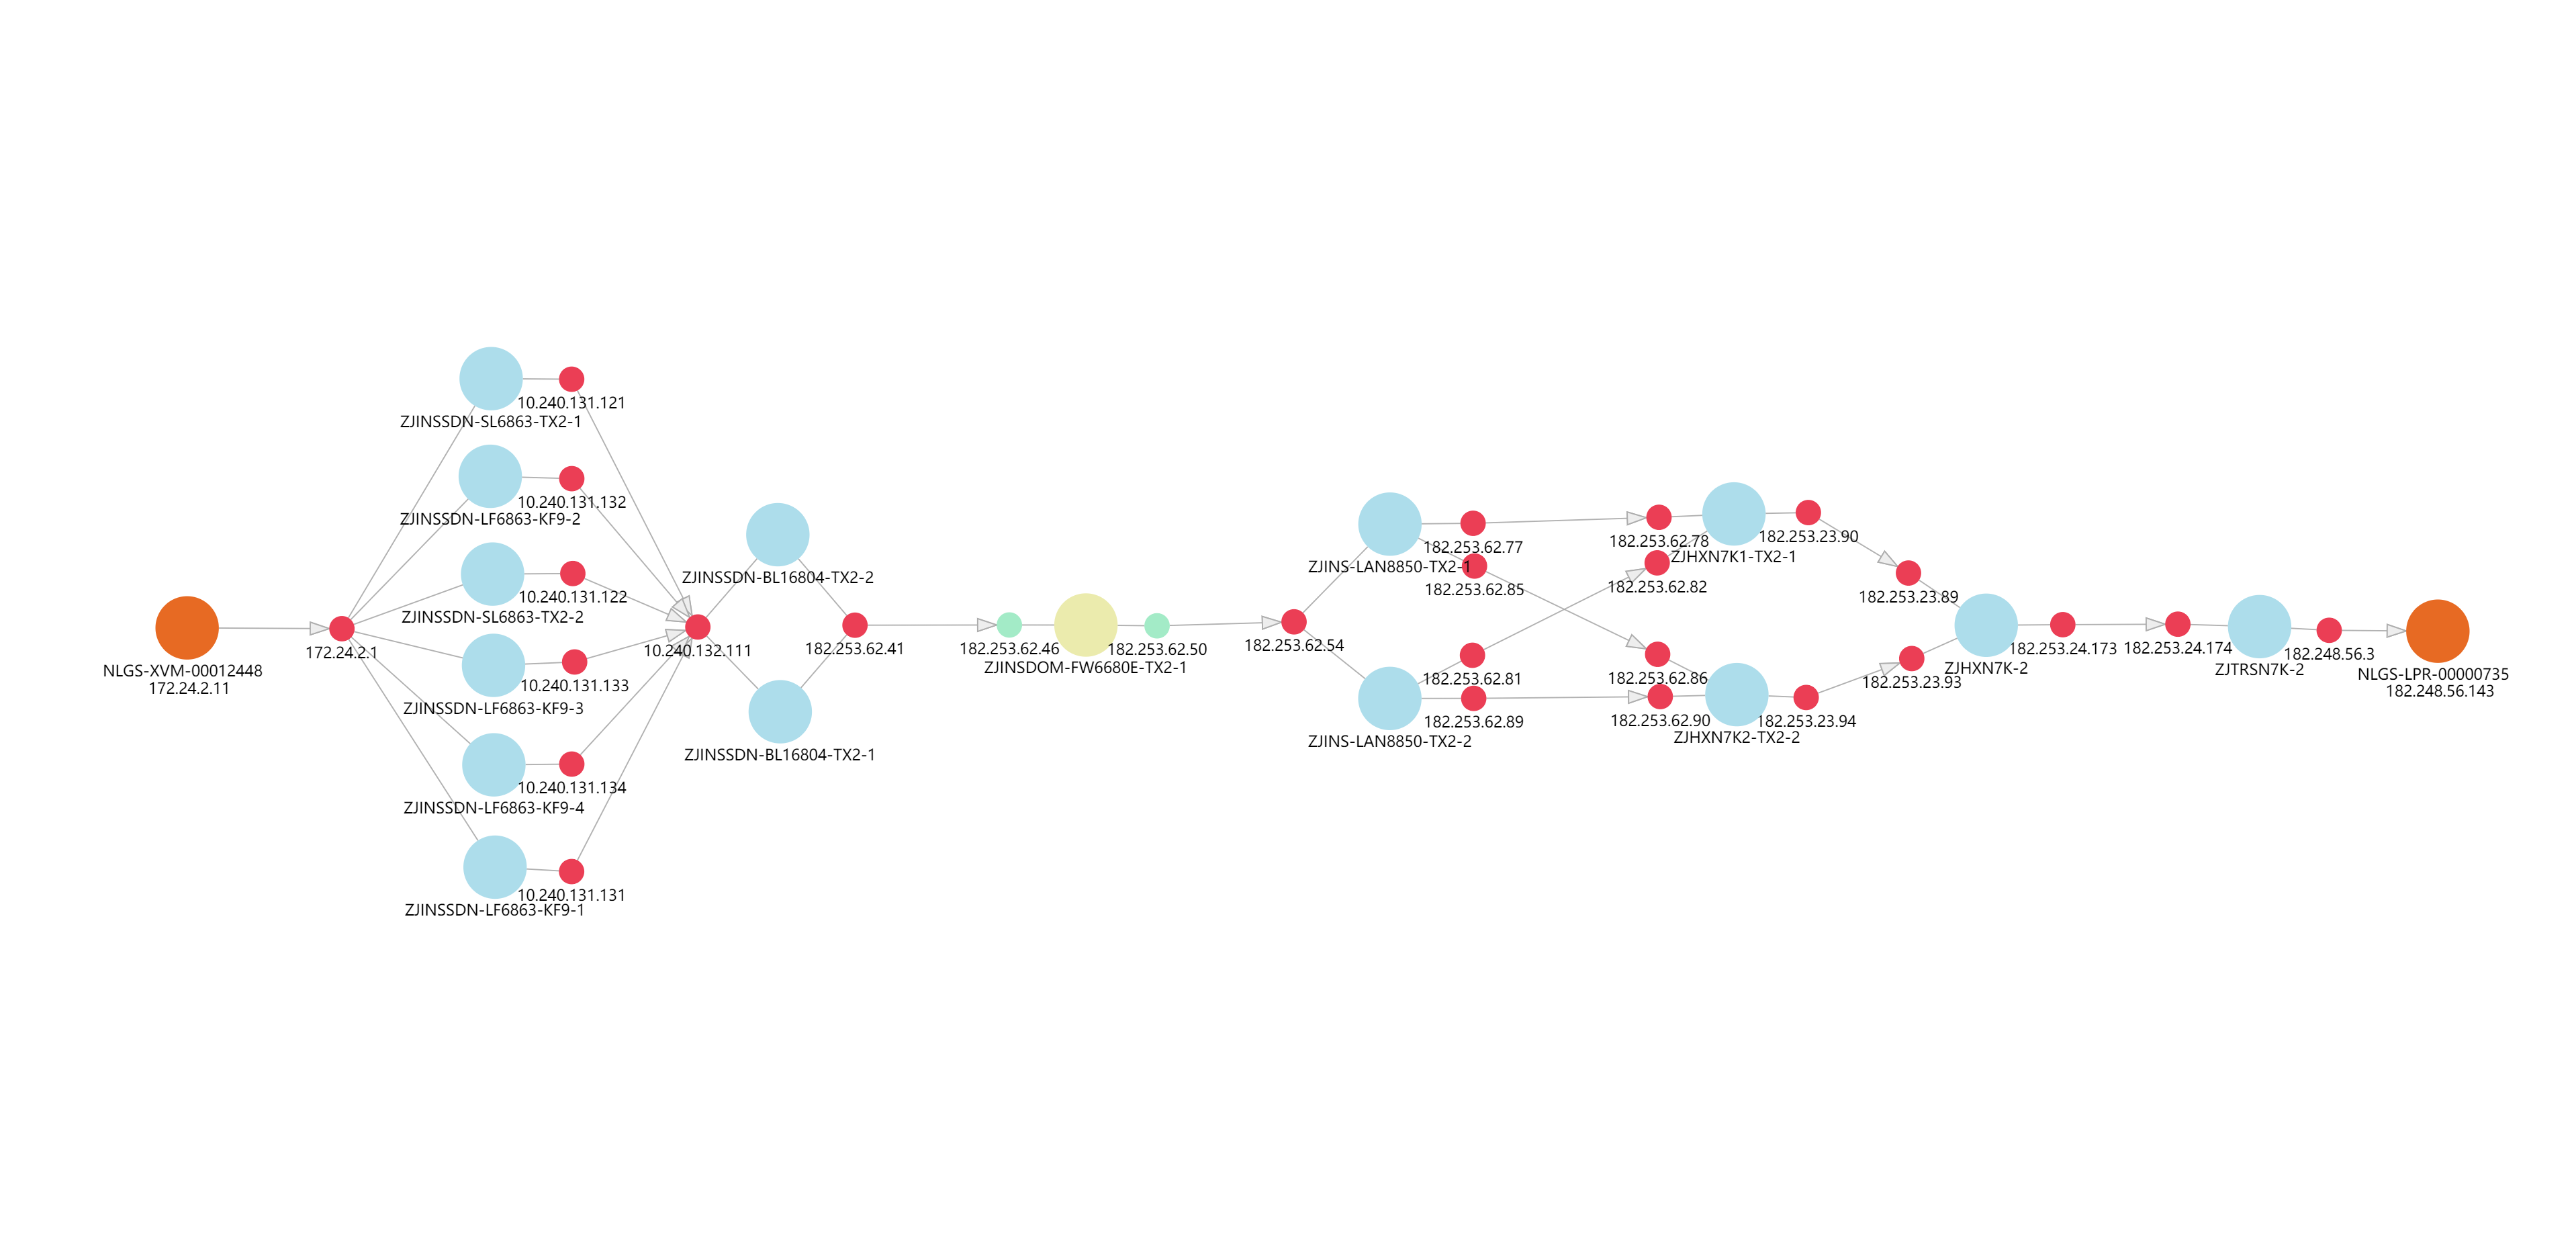 NLGS-XVM-00012448
172.24.2.11
172.24.2.1
10.240.131.121
ZJINSSDN-SL6863-TX2-1
10.240.131.132
ZJINSSDN-LF6863-KF9-2
10.240.131.122
ZJINSSDN-SL6863-TX2-2
10.240.131.133
ZJINSSDN-LF6863-KF9-3
10.240.131.134
ZJINSSDN-LF6863-KF9-4
10.240.131.131
ZJINSSDN-LF6863-KF9-1
10.240.132.111
ZJINSSDN-BL16804-TX2-2
ZJINSSDN-BL16804-TX2-1
182.253.62.41
182.253.62.46
ZJINSDOM-FW6680E-TX2-1
182.253.62.50
182.253.62.54
182.253.62.77
ZJINS-LAN8850-TX2-1
182.253.62.85
182.253.62.81
182.253.62.89
ZJINS-LAN8850-TX2-2
182.253.62.78
ZJHXN7K1-TX2-1
182.253.62.82
182.253.62.86
182.253.62.90
ZJHXN7K2-TX2-2
182.253.23.90
182.253.23.94
182.253.23.89
182.253.23.93
ZJHXN7K-2
182.253.24.173
182.253.24.174
ZJTRSN7K-2
182.248.56.3
NLGS-LPR-00000735
182.248.56.143